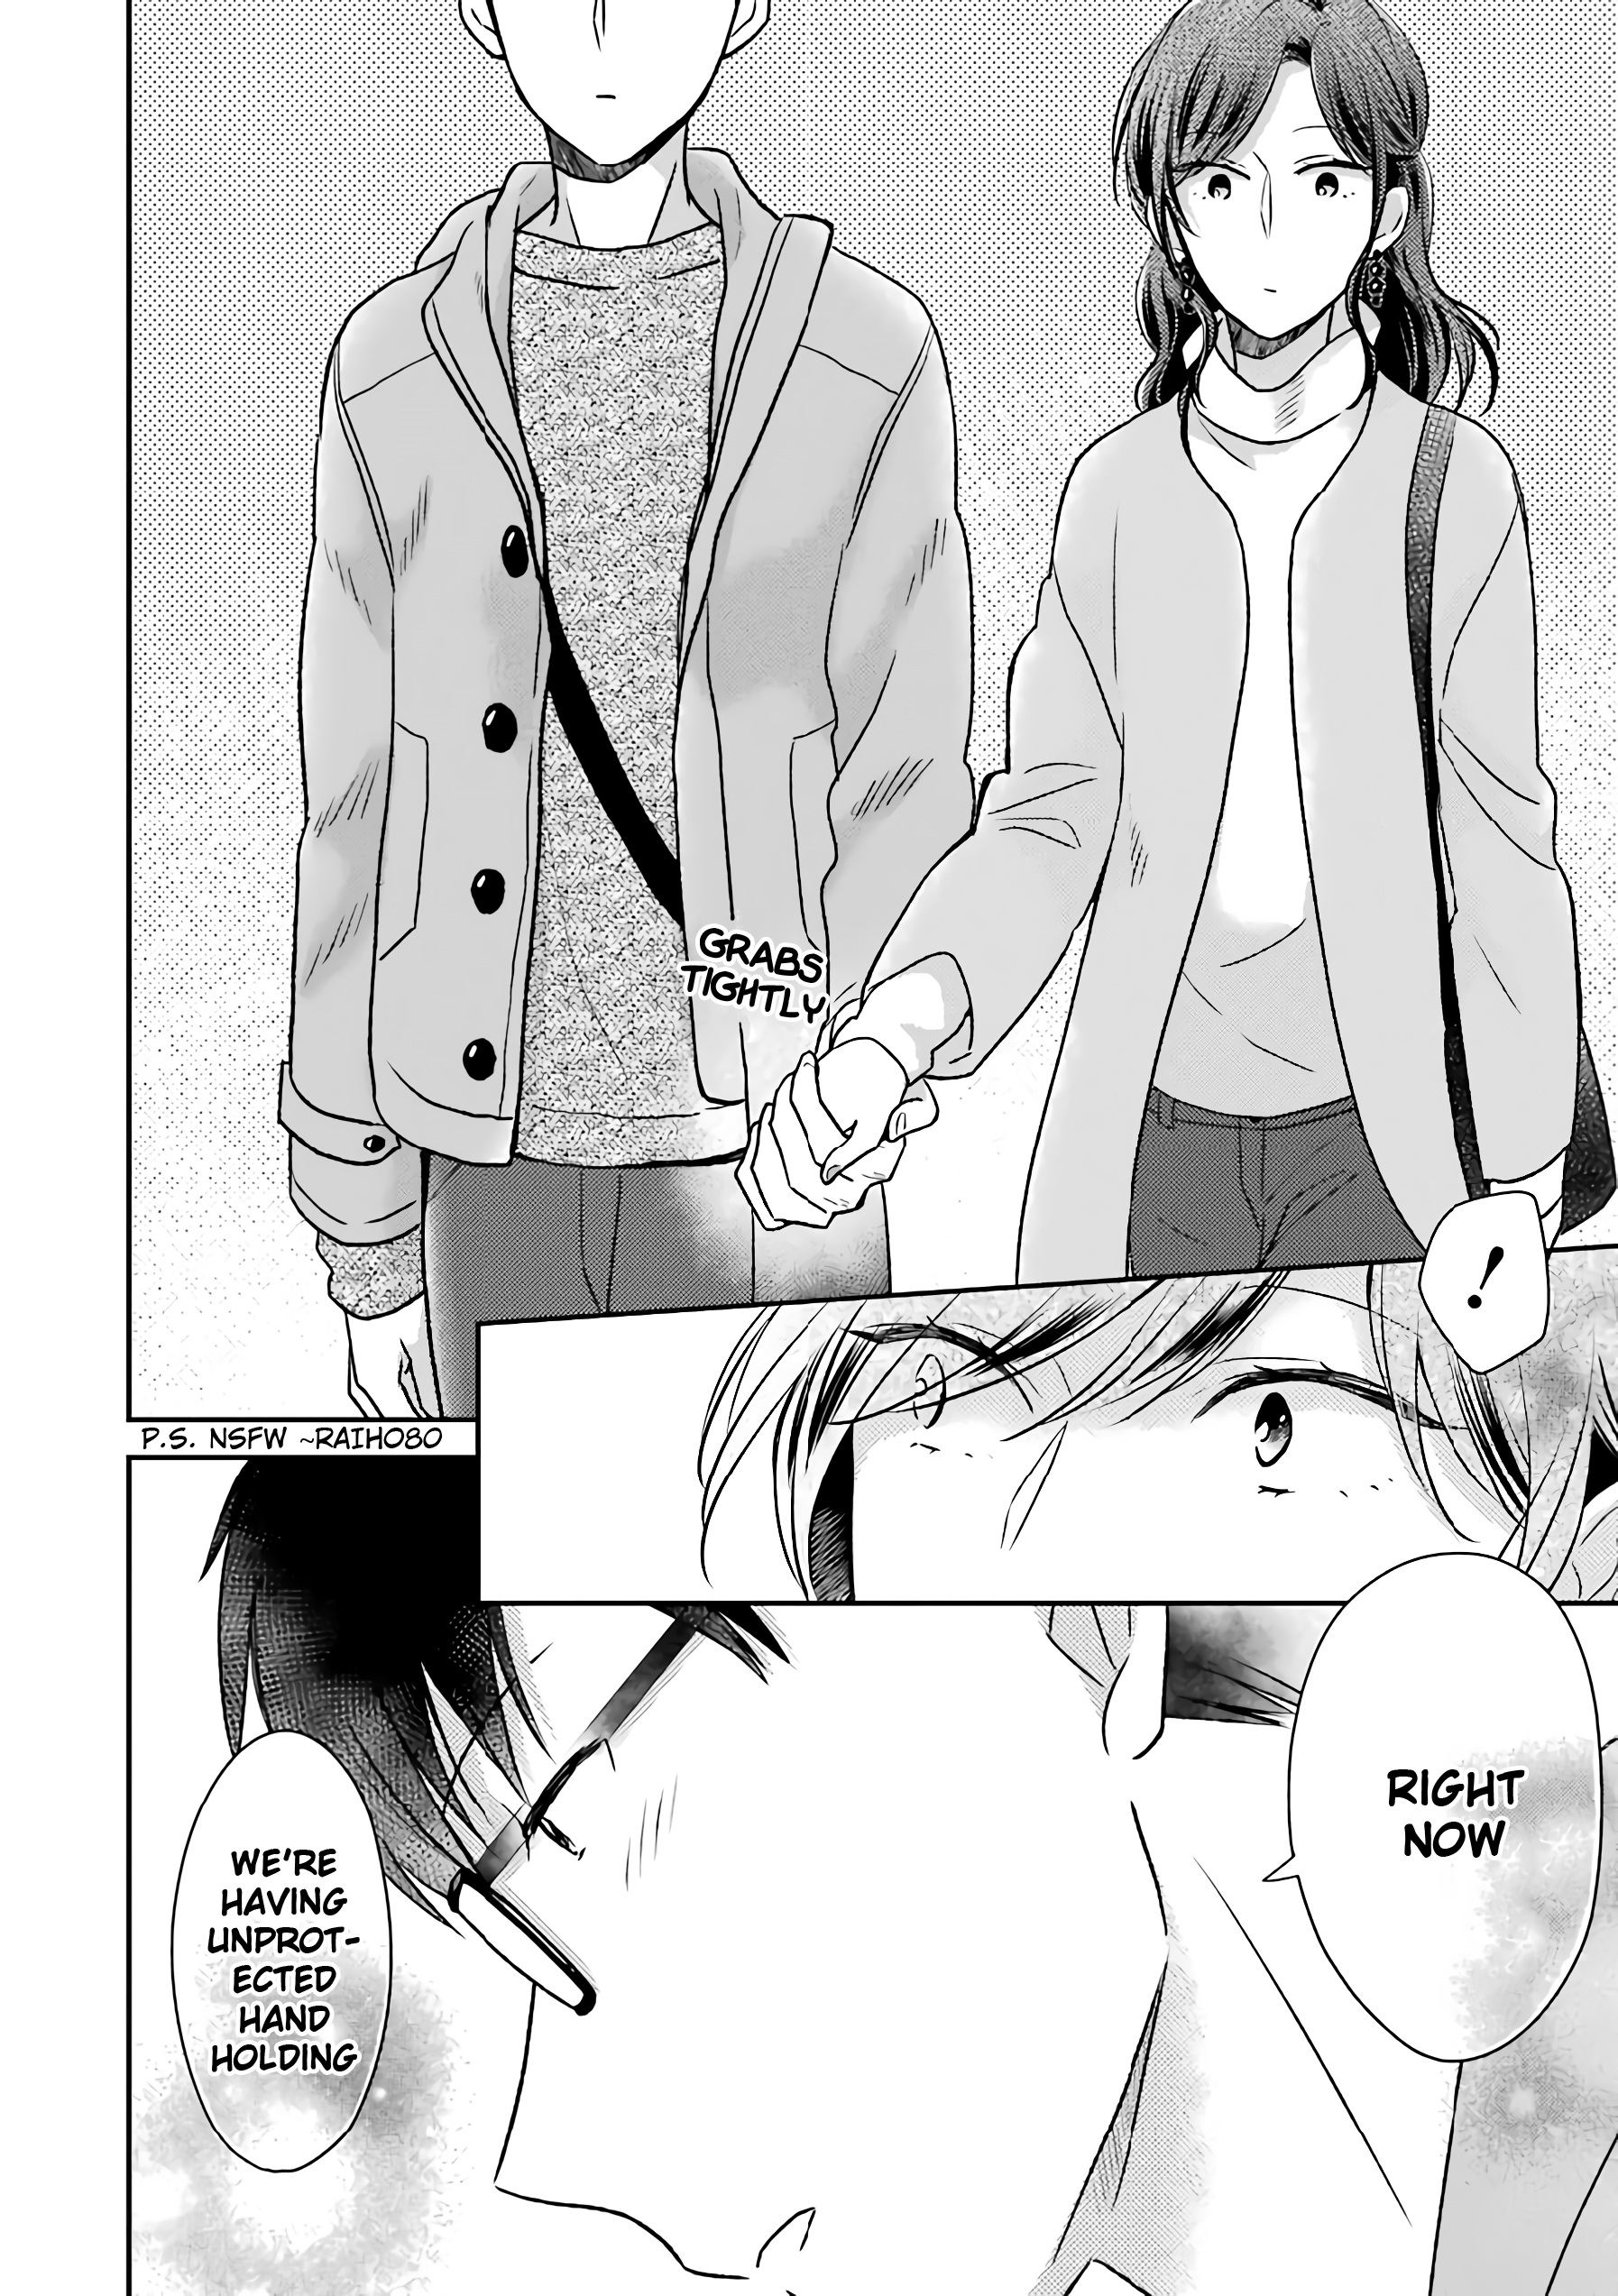 GRABS
TIGHTLY
!
P.S. NSFW ~RAIHO80
RIGHT
NOW
WE'RE
HAVING
UNPROT-
ECTED
HAND
HOLDING